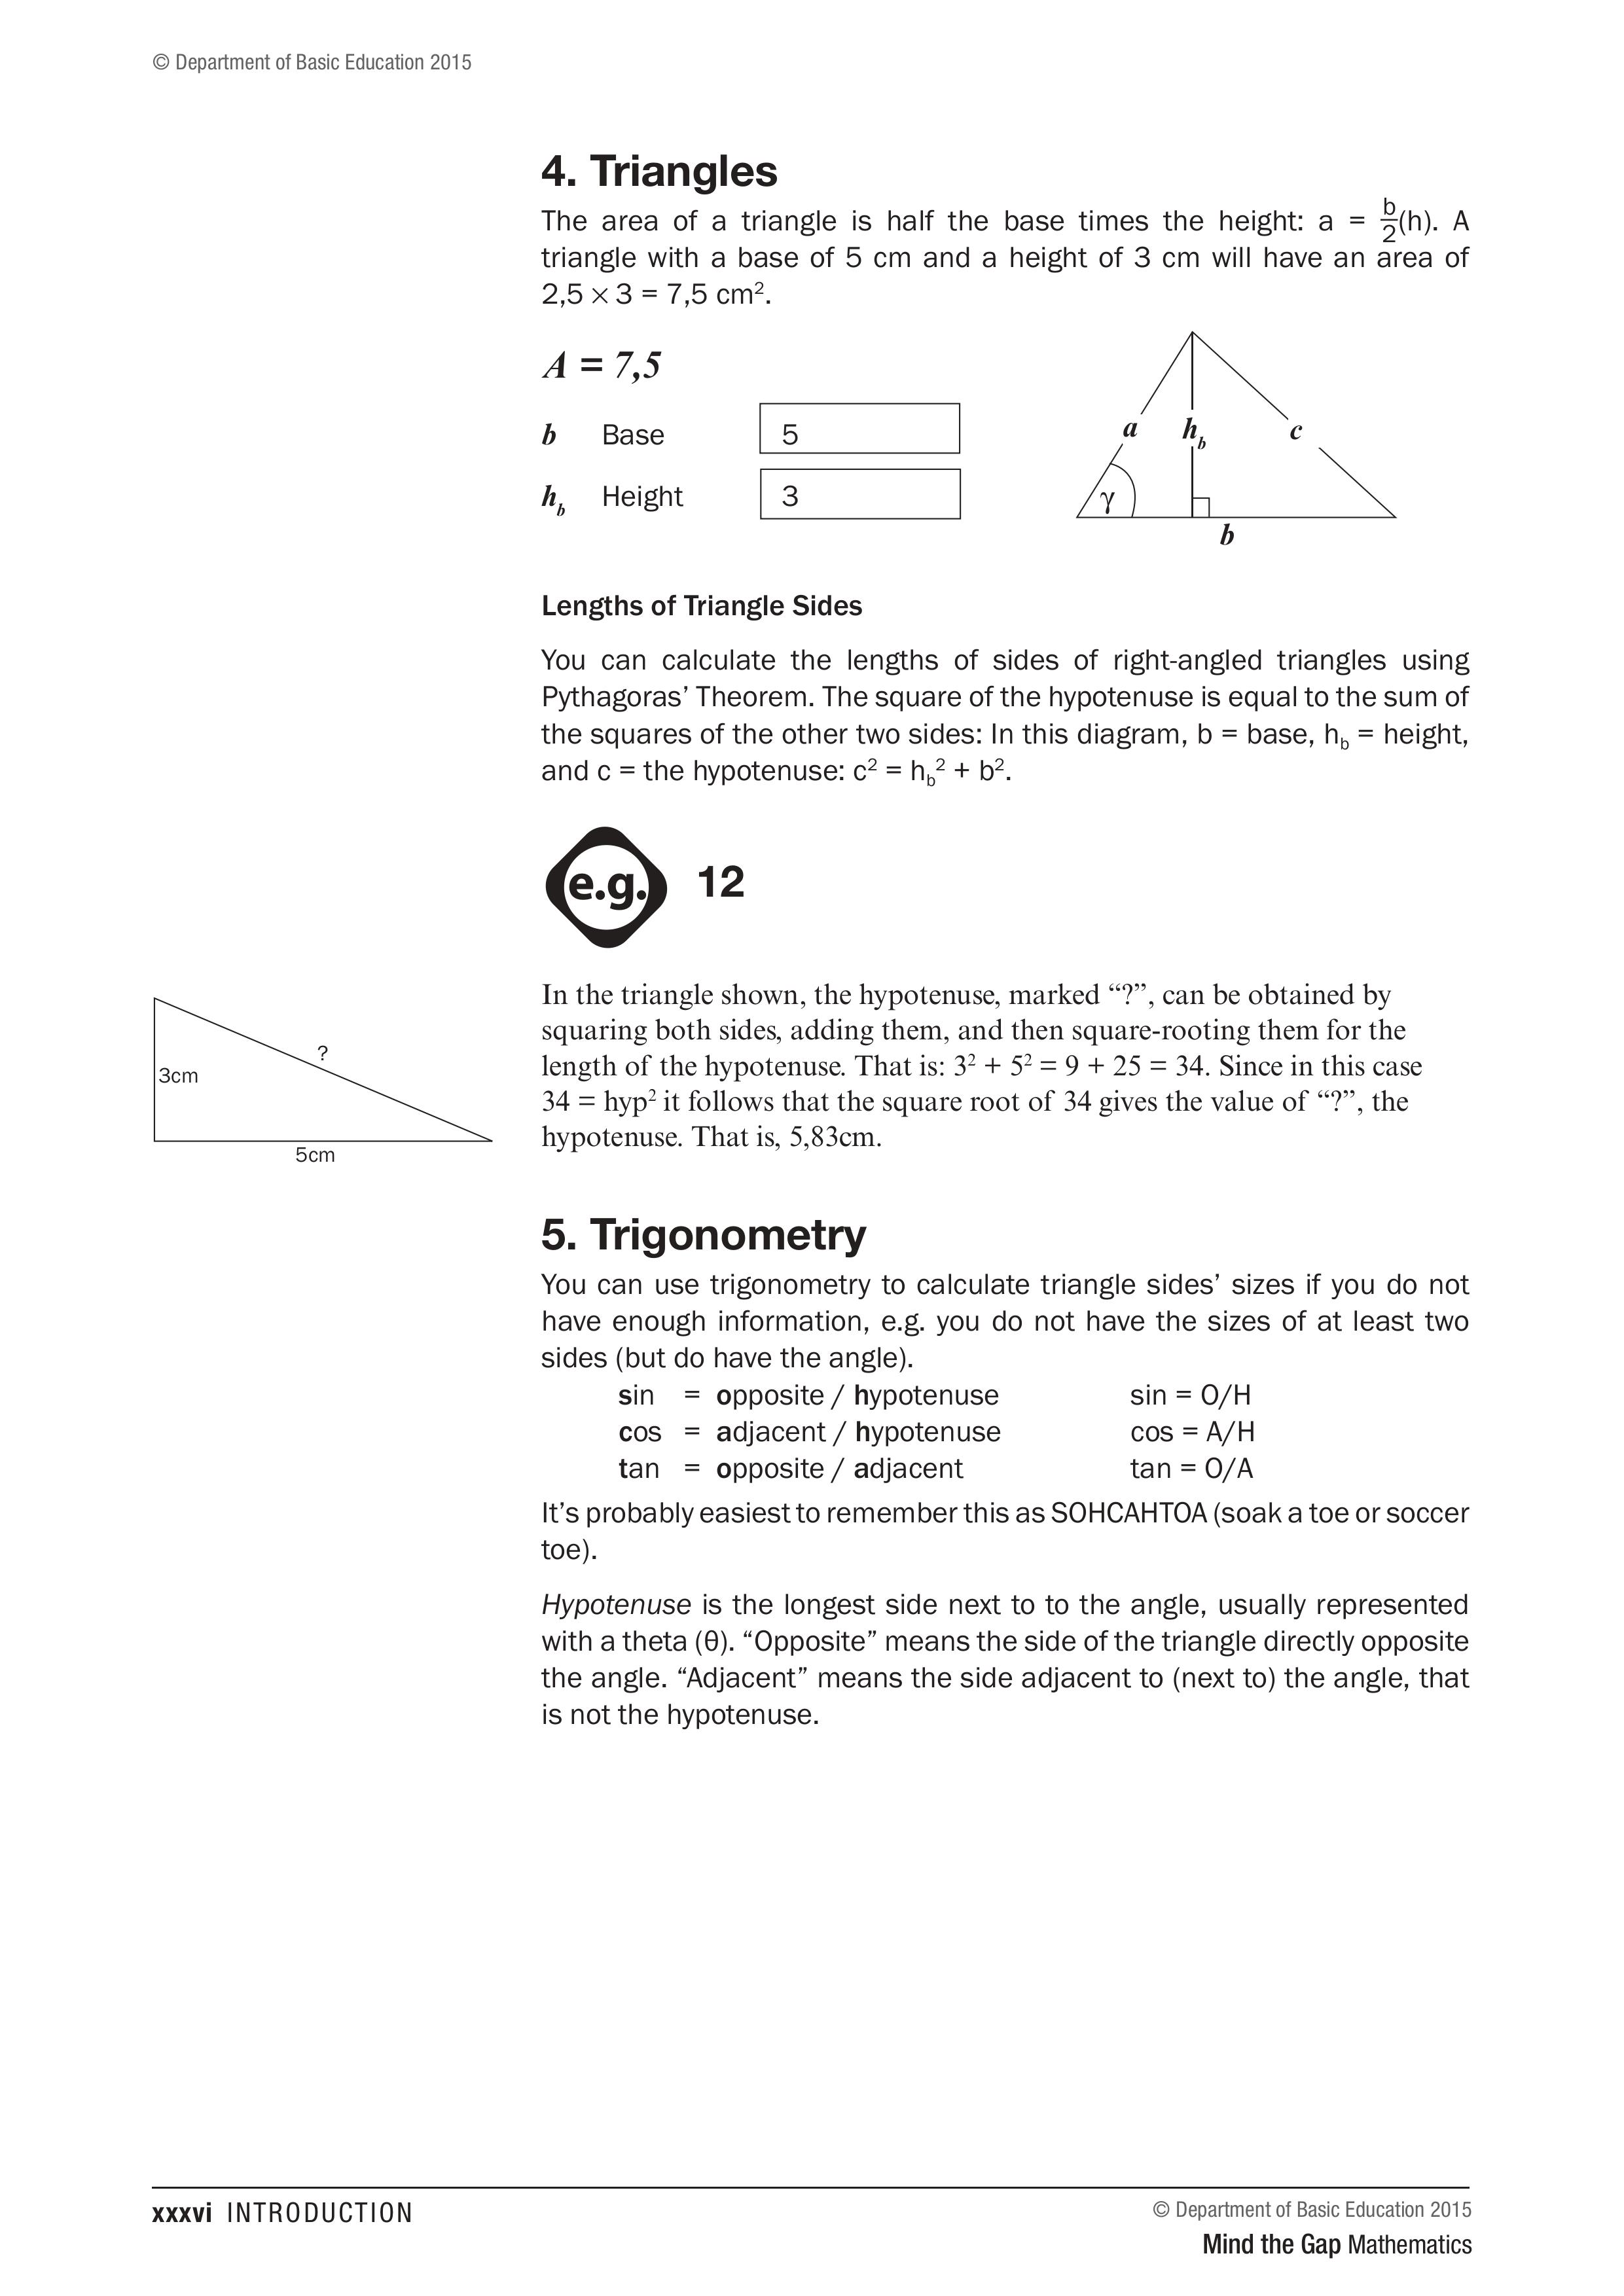 © Department of Basic Education 2015
4. Triangles
The area of a triangle is half the base times the height: a = b/2(h). A
triangle with a base of 5 cm and a height of 3 cm will have an area of
2,5 × 3 = 7,5 cm².
A = 7,5
b Base 5
h_b Height 3
a h_b c
γ
b
Lengths of Triangle Sides
You can calculate the lengths of sides of right-angled triangles using
Pythagoras’ Theorem. The square of the hypotenuse is equal to the sum of
the squares of the other two sides: In this diagram, b = base, h_b = height,
and c = the hypotenuse: c² = h_b² + b².
e.g. 12
3cm
?
5cm
In the triangle shown, the hypotenuse, marked “?”, can be obtained by
squaring both sides, adding them, and then square-rooting them for the
length of the hypotenuse. That is: 3² + 5² = 9 + 25 = 34. Since in this case
34 = hyp² it follows that the square root of 34 gives the value of “?”, the
hypotenuse. That is, 5,83cm.
5. Trigonometry
You can use trigonometry to calculate triangle sides’ sizes if you do not
have enough information, e.g. you do not have the sizes of at least two
sides (but do have the angle).
sin = opposite / hypotenuse sin = O/H
cos = adjacent / hypotenuse cos = A/H
tan = opposite / adjacent tan = O/A
It’s probably easiest to remember this as SOHCAHTOA (soak a toe or soccer
toe).
Hypotenuse is the longest side next to to the angle, usually represented
with a theta (θ). “Opposite” means the side of the triangle directly opposite
the angle. “Adjacent” means the side adjacent to (next to) the angle, that
is not the hypotenuse.
xxxvi INTRODUCTION
© Department of Basic Education 2015
Mind the Gap Mathematics